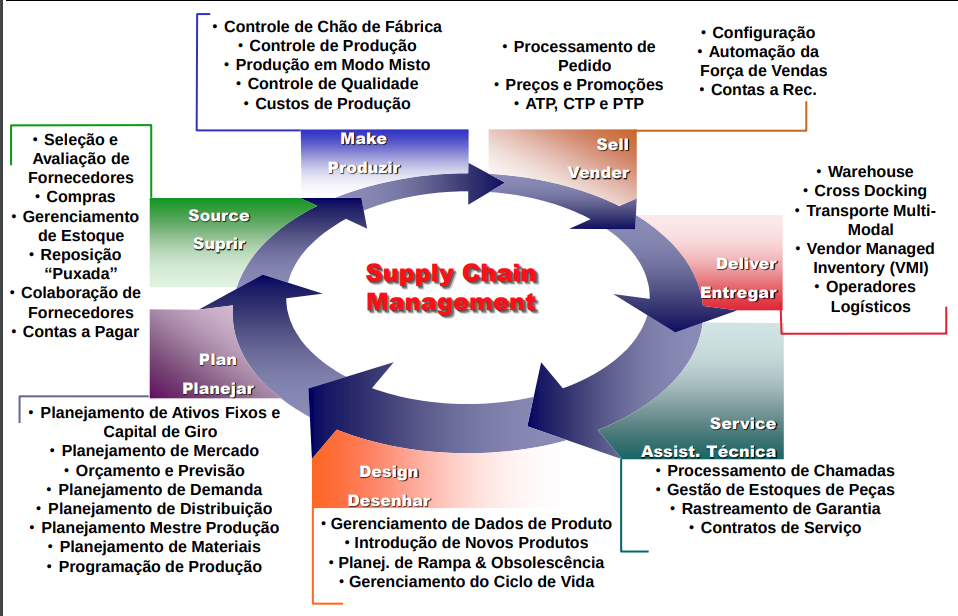 • Controle de Chão de Fábrica
• Controle de Produção
• Produção em Modo Misto
• Controle de Qualidade
• Custos de Produção
• Processamento de
Pedido
• Preços e Promoções
• ATP, CTP e PTP
• Configuração
• Automação da
Força de Vendas
• Contas a Rec.
Make
Produzir
Sell
Vender
• Seleção e
Avaliação de
Fornecedores
• Compras
• Gerenciamento
de Estoque
• Reposição
“Puxada”
• Colaboração de
Fornecedores
• Contas a Pagar
Source
Suprir
• Warehouse
• Cross Docking
• Transporte Multi-
Modal
• Vendor Managed
Inventory (VMI)
• Operadores
Logísticos
Deliver
Entregar
Supply Chain
Management
Plan
Planejar
• Planejamento de Ativos Fixos e
Capital de Giro
• Planejamento de Mercado
• Orçamento e Previsão
• Planejamento de Demanda
• Planejamento de Distribuição
• Planejamento Mestre Produção
• Planejamento de Materiais
• Programação de Produção
Design
Desenhar
• Gerenciamento de Dados de Produto
• Introdução de Novos Produtos
• Planej. de Rampa & Obsolescência
• Gerenciamento do Ciclo de Vida
Service
Assist. Técnica
• Processamento de Chamadas
• Gestão de Estoques de Peças
• Rastreamento de Garantia
• Contratos de Serviço